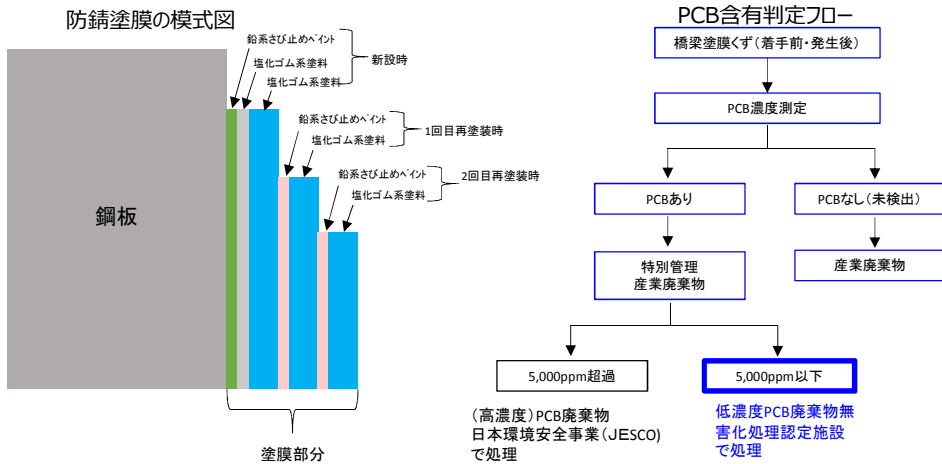 防錆塗膜の模式図
鉛系さび止めペイント
塩化ゴム系塗料
塩化ゴム系塗料
新設時
鉛系さび止めペイント
塩化ゴム系塗料
1回目再塗装時
鉛系さび止めペイント
塩化ゴム系塗料
2回目再塗装時
鋼板
塗膜部分
PCB含有判定フロー
橋梁塗膜くず（着手前・発生後）
PCB濃度測定
PCBあり
PCBなし（未検出）
特別管理
産業廃棄物
産業廃棄物
5,000ppm超過
5,000ppm以下
（高濃度）PCB廃棄物
日本環境安全事業（JESCO）
で処理
低濃度PCB廃棄物無
害化処理認定施設
で処理